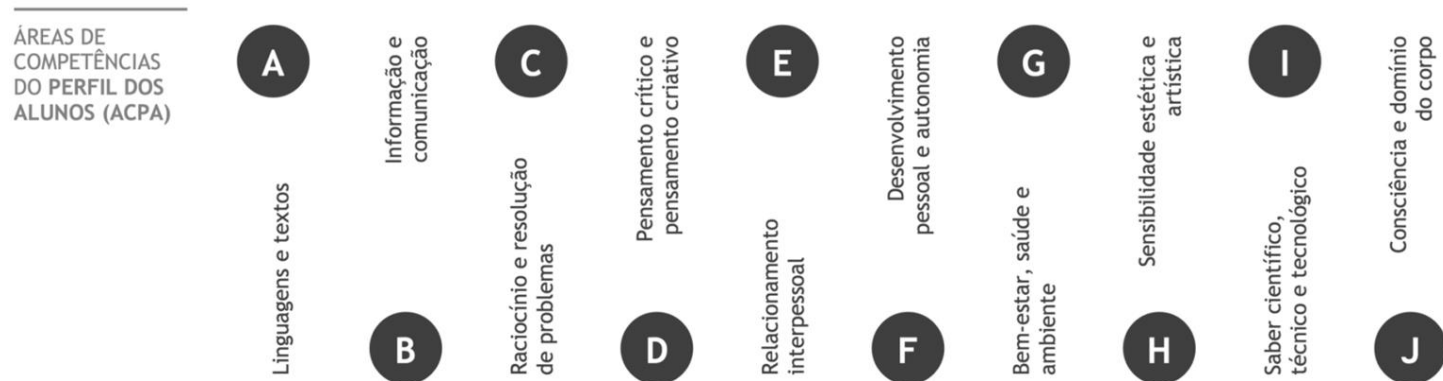 ÁREAS DE
COMPETÊNCIAS
DO PERFIL DOS
ALUNOS (ACPA)
A
Linguagens e textos
B
Informação e
comunicação
C
Raciocínio e resolução
de problemas
D
Pensamento crítico e
pensamento criativo
E
Relacionamento
interpessoal
F
Desenvolvimento
pessoal e autonomia
G
Bem-estar, saúde e
ambiente
H
Sensibilidade estética e
artística
I
Saber científico,
técnico e tecnológico
J
Consciência e domínio
do corpo